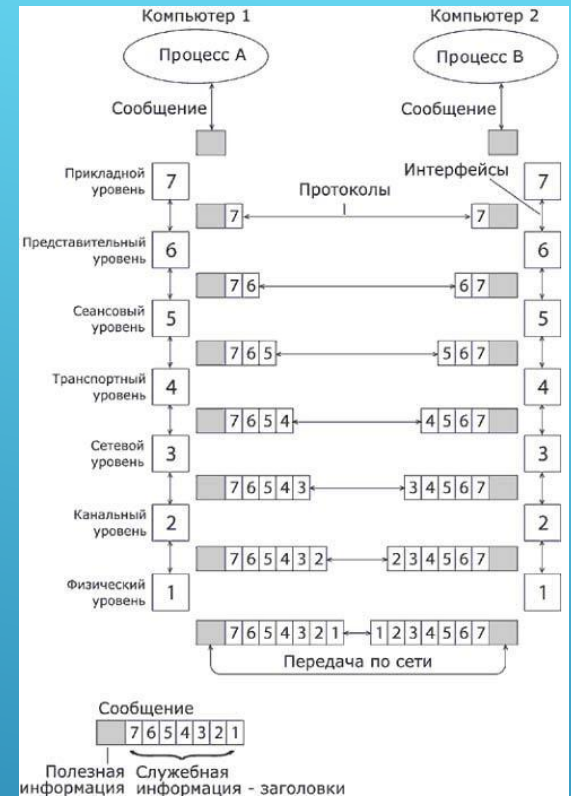 Компьютер 1 Компьютер 2
Процесс А Процесс В
Сообщение Сообщение
Прикладной
уровень
7 Протоколы Интерфейсы 7
7 7
Представительный
уровень
6 6
7 6 6 7
Сеансовый
уровень
5 5
7 6 5 5 6 7
Транспортный
уровень
4 4
7 6 5 4 4 5 6 7
Сетевой
уровень
3 3
7 6 5 4 3 3 4 5 6 7
Канальный
уровень
2 2
7 6 5 4 3 2 2 3 4 5 6 7
Физический
уровень
1 1
7 6 5 4 3 2 1 1 2 3 4 5 6 7
Передача по сети
Сообщение
7 6 5 4 3 2 1
Полезная Служебная
информация информация - заголовки